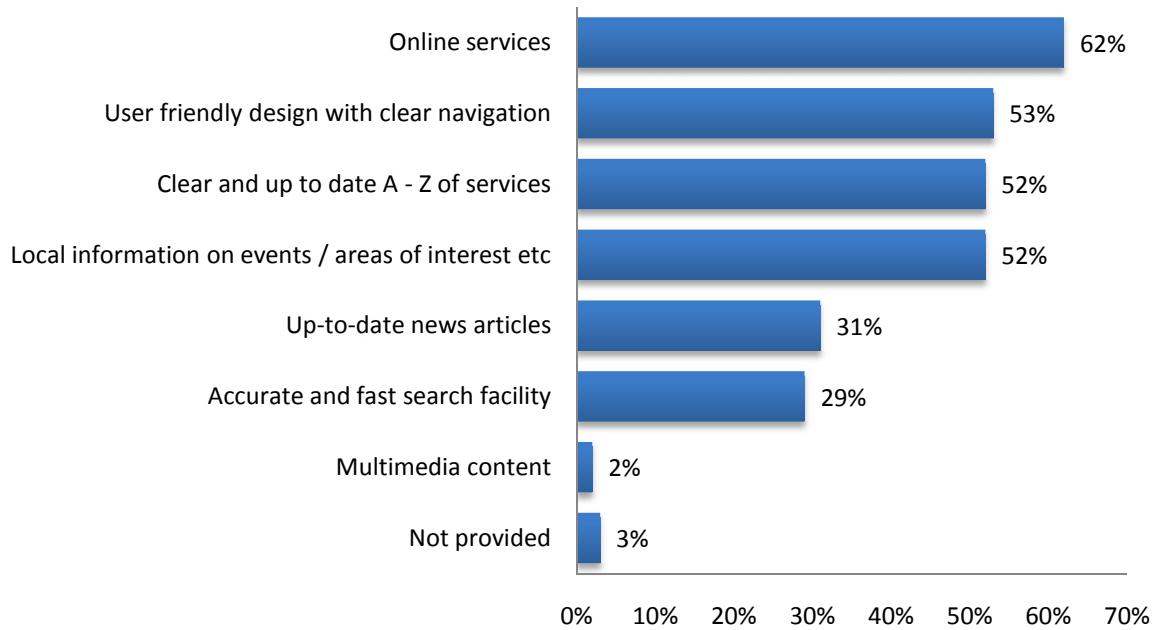 Online services 62%
User friendly design with clear navigation 53%
Clear and up to date A - Z of services 52%
Local information on events / areas of interest etc 52%
Up-to-date news articles 31%
Accurate and fast search facility 29%
Multimedia content 2%
Not provided 3%
0% 10% 20% 30% 40% 50% 60% 70%